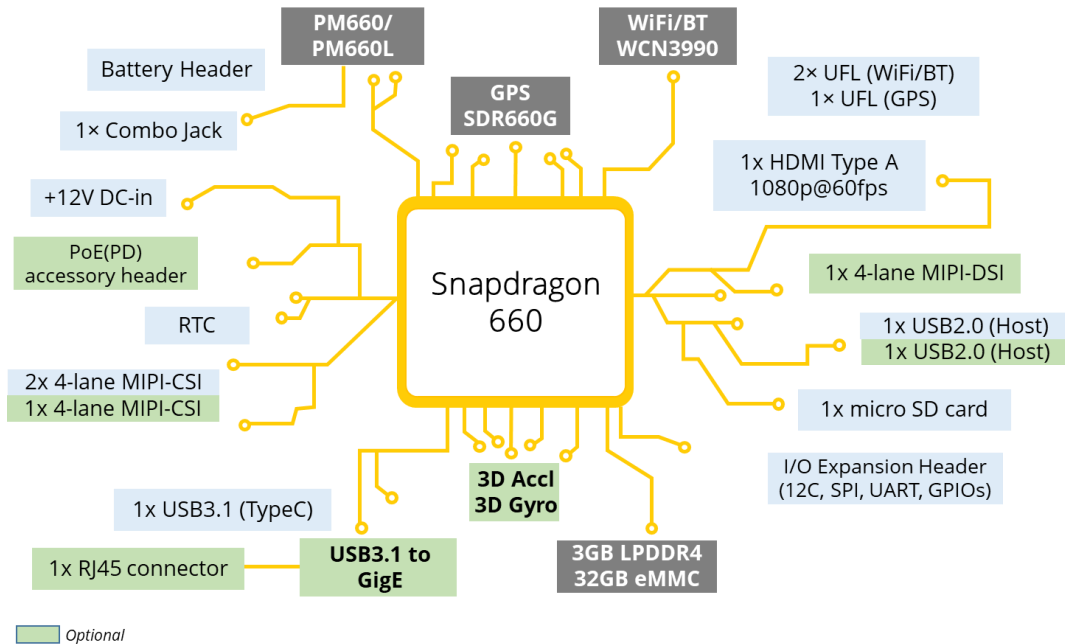 PM660/
PM660L
WiFi/BT
WCN3990
Battery Header
2× UFL (WiFi/BT)
1× UFL (GPS)
GPS
SDR660G
1× Combo Jack
1x HDMI Type A
1080p@60fps
+12V DC-in
PoE(PD)
accessory header
Snapdragon
660
1x 4-lane MIPI-DSI
RTC
1x USB2.0 (Host)
1x USB2.0 (Host)
2x 4-lane MIPI-CSI
1x 4-lane MIPI-CSI
1x micro SD card
3D Accl
3D Gyro
I/O Expansion Header
(12C, SPI, UART, GPIOs)
1x USB3.1 (TypeC)
1x RJ45 connector
USB3.1 to
GigE
3GB LPDDR4
32GB eMMC
Optional